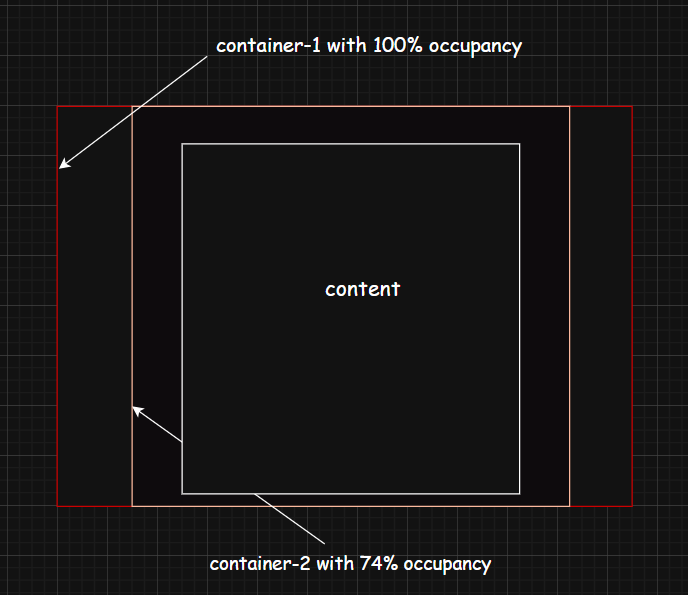 container-1 with 100% occupancy
content
container-2 with 74% occupancy